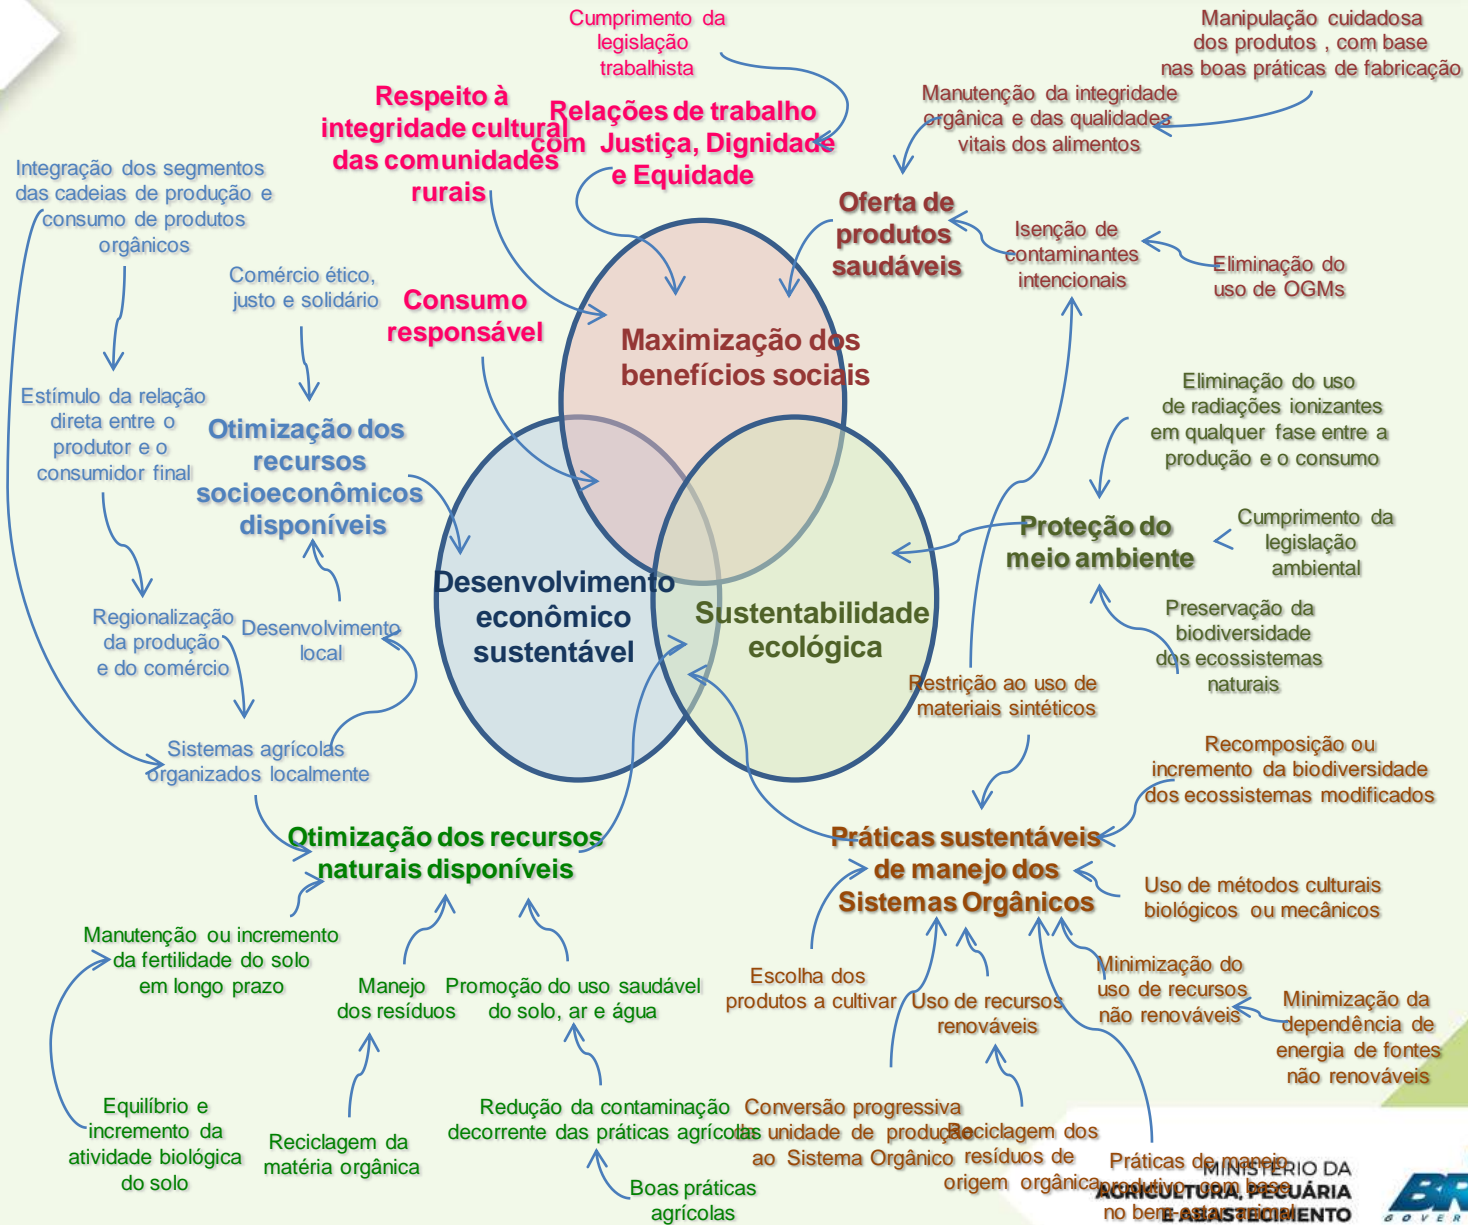 Cumprimento da
legislação
trabalhista
Manipulação cuidadosa
dos produtos , com base
nas boas práticas de fabricação
Respeito à
integridade cultural
das comunidades
rurais
Relações de trabalho
com Justiça, Dignidade
e Equidade
Manutenção da integridade
orgânica e das qualidades
vitais dos alimentos
Integração dos segmentos
das cadeias de produção e
consumo de produtos
orgânicos
Oferta de
produtos
saudáveis
Isenção de
contaminantes
intencionais
Eliminação do
uso de OGMs
Comércio ético,
justo e solidário
Consumo
responsável
Maximização dos
benefícios sociais
Estímulo da relação
direta entre o
produtor e o
consumidor final
Otimização dos
recursos
socioeconômicos
disponíveis
Eliminação do uso
de radiações ionizantes
em qualquer fase entre a
produção e o consumo
Proteção do
meio ambiente
Cumprimento da
legislação
ambiental
Desenvolvimento
econômico
sustentável
Sustentabilidade
ecológica
Preservação da
biodiversidade
dos ecossistemas
naturais
Regionalização
da produção
e do comércio
Desenvolvimento
local
Restrição ao uso de
materiais sintéticos
Sistemas agrícolas
organizados localmente
Recomposição ou
incremento da biodiversidade
dos ecossistemas modificados
Otimização dos recursos
naturais disponíveis
Práticas sustentáveis
de manejo dos
Sistemas Orgânicos
Uso de métodos culturais
biológicos ou mecânicos
Manutenção ou incremento
da fertilidade do solo
em longo prazo
Manejo
dos resíduos
Promoção do uso saudável
do solo, ar e água
Escolha dos
produtos a cultivar
Uso de recursos
renováveis
Minimização do
uso de recursos
não renováveis
Minimização da
dependência de
energia de fontes
não renováveis
Equilíbrio e
incremento da
atividade biológica
do solo
Reciclagem da
matéria orgânica
Redução da contaminação
decorrente das práticas agrícolas
Boas práticas
agrícolas
Conversão progressiva
da unidade de produção
ao Sistema Orgânico
Reciclagem dos
resíduos de
origem orgânica
Práticas de manejo
produtivo com base
no bem-estar animal
MINISTÉRIO DA
AGRICULTURA, PECUÁRIA
E ABASTECIMENTO